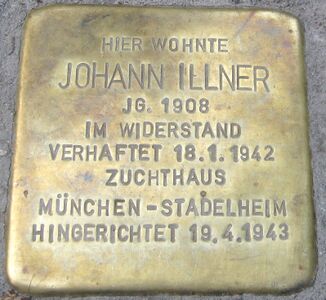 HIER WOHNTE
JOHANN ILLNER
JG. 1908
IM WIDERSTAND
VERHAFTET 18.1.1942
ZUCHTHAUS
MÜNCHEN-STADELHEIM
HINGERICHTET 19.4.1943